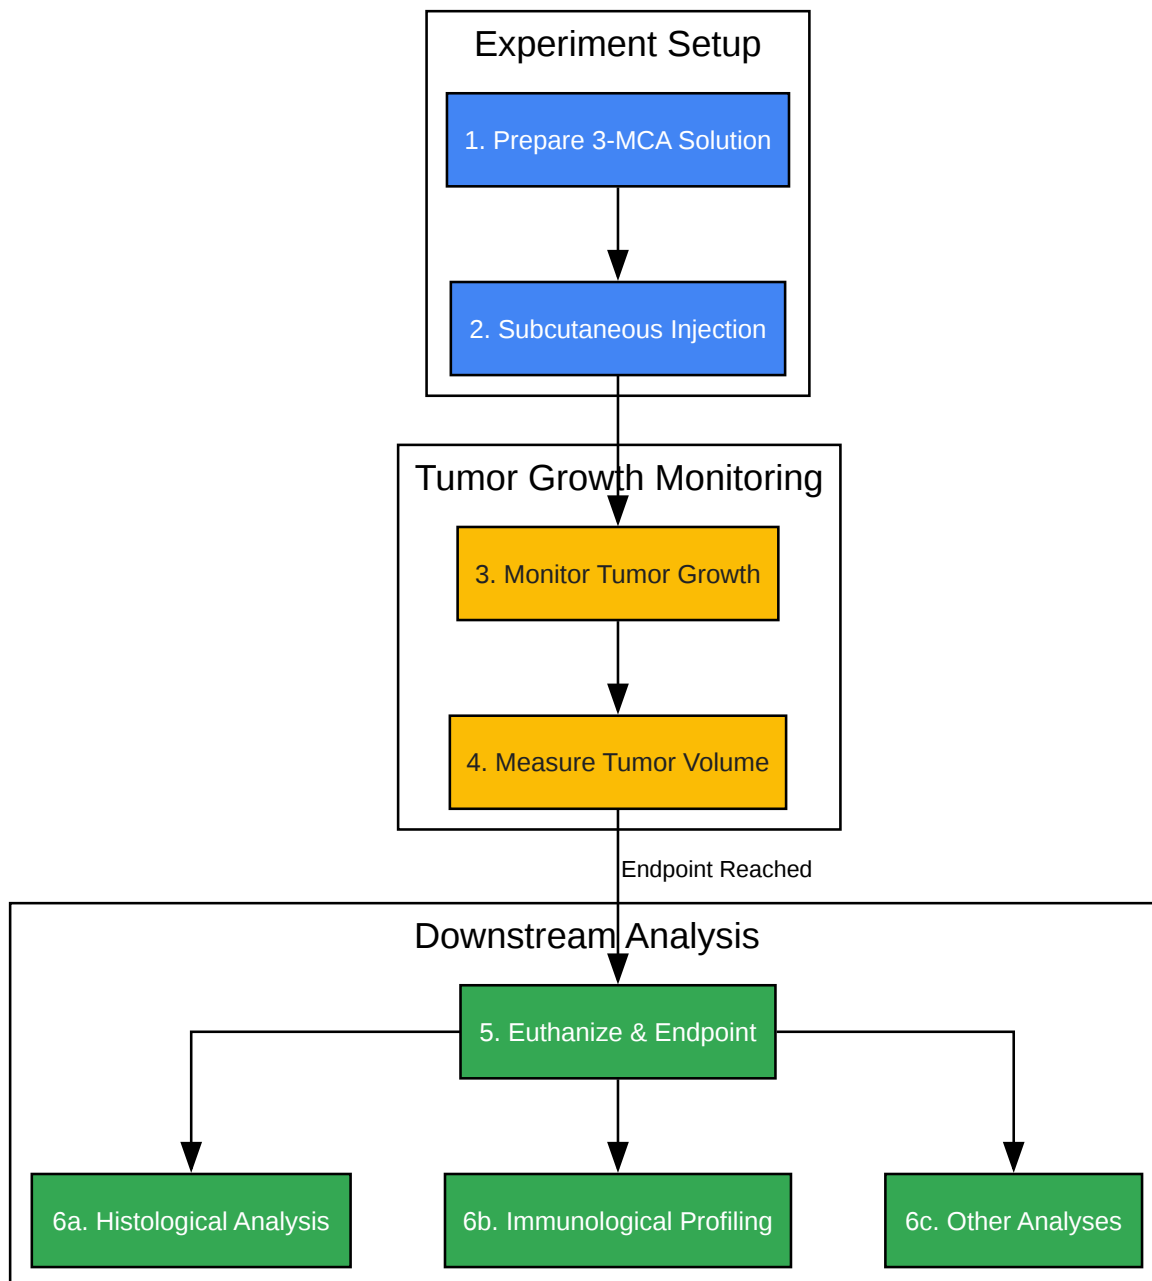 Experiment Setup
1. Prepare 3-MCA Solution
2. Subcutaneous Injection
Tumor Growth Monitoring
3. Monitor Tumor Growth
4. Measure Tumor Volume
Endpoint Reached
Downstream Analysis
5. Euthanize & Endpoint
6a. Histological Analysis
6b. Immunological Profiling
6c. Other Analyses